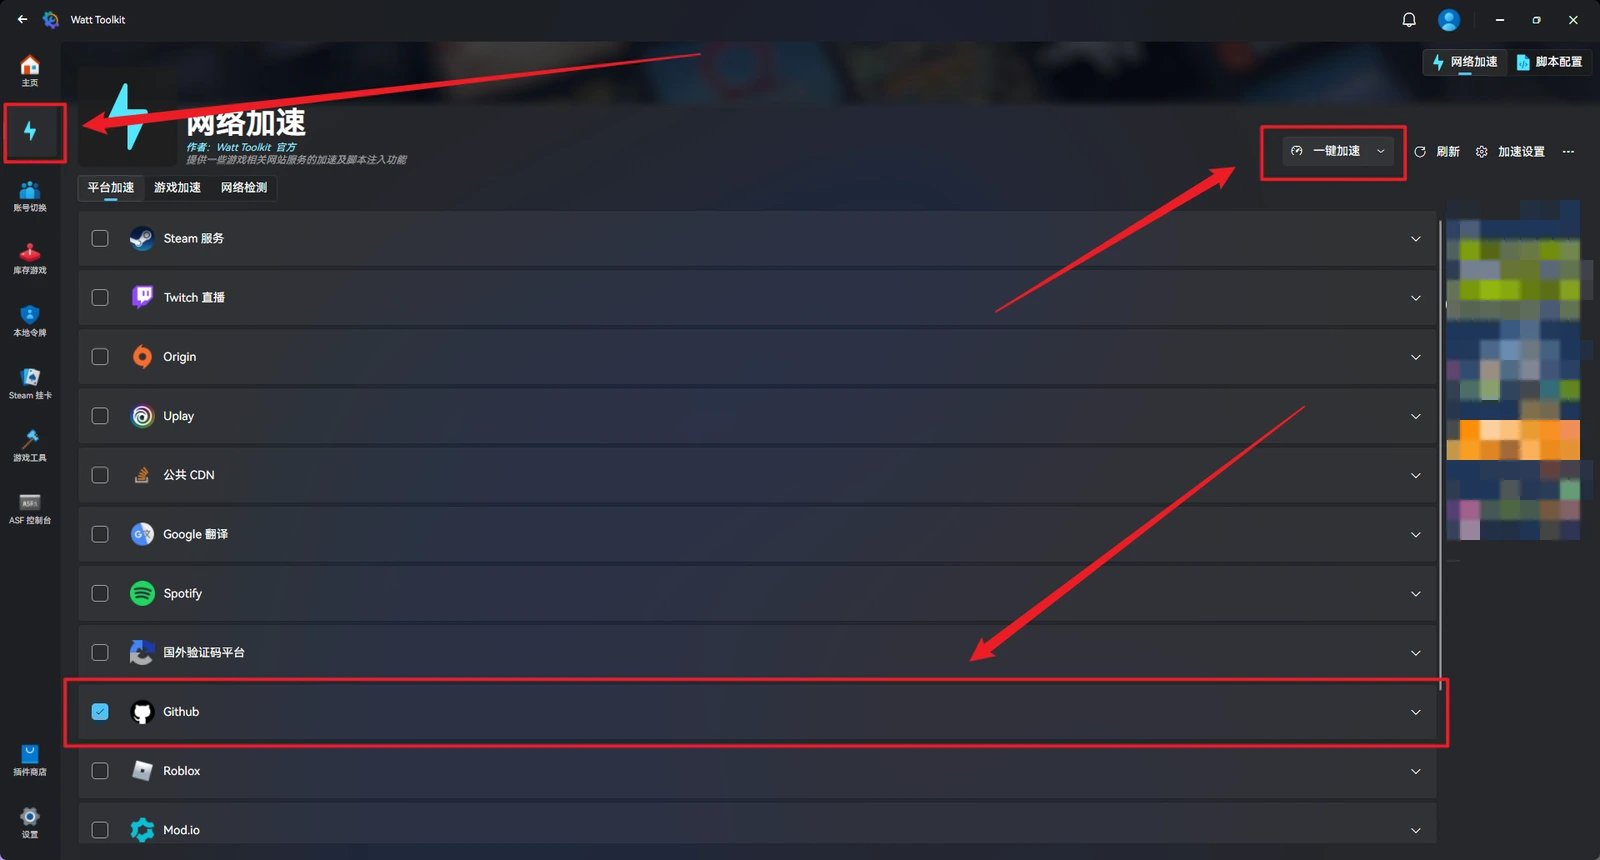 Watt Toolkit
主页
网络加速
脚本配置
网络加速
作者： Watt Toolkit 官方
提供一些游戏相关网站服务的加速及脚本注入功能
一键加速
刷新
加速设置
平台加速
游戏加速
网络检测
账号切换
库存游戏
本地令牌
Steam 挂卡
游戏工具
ASF
ASF 控制台
插件商店
设置
Steam 服务
Twitch 直播
Origin
Uplay
公共 CDN
Google 翻译
Spotify
国外验证码平台
Github
Roblox
Mod.io